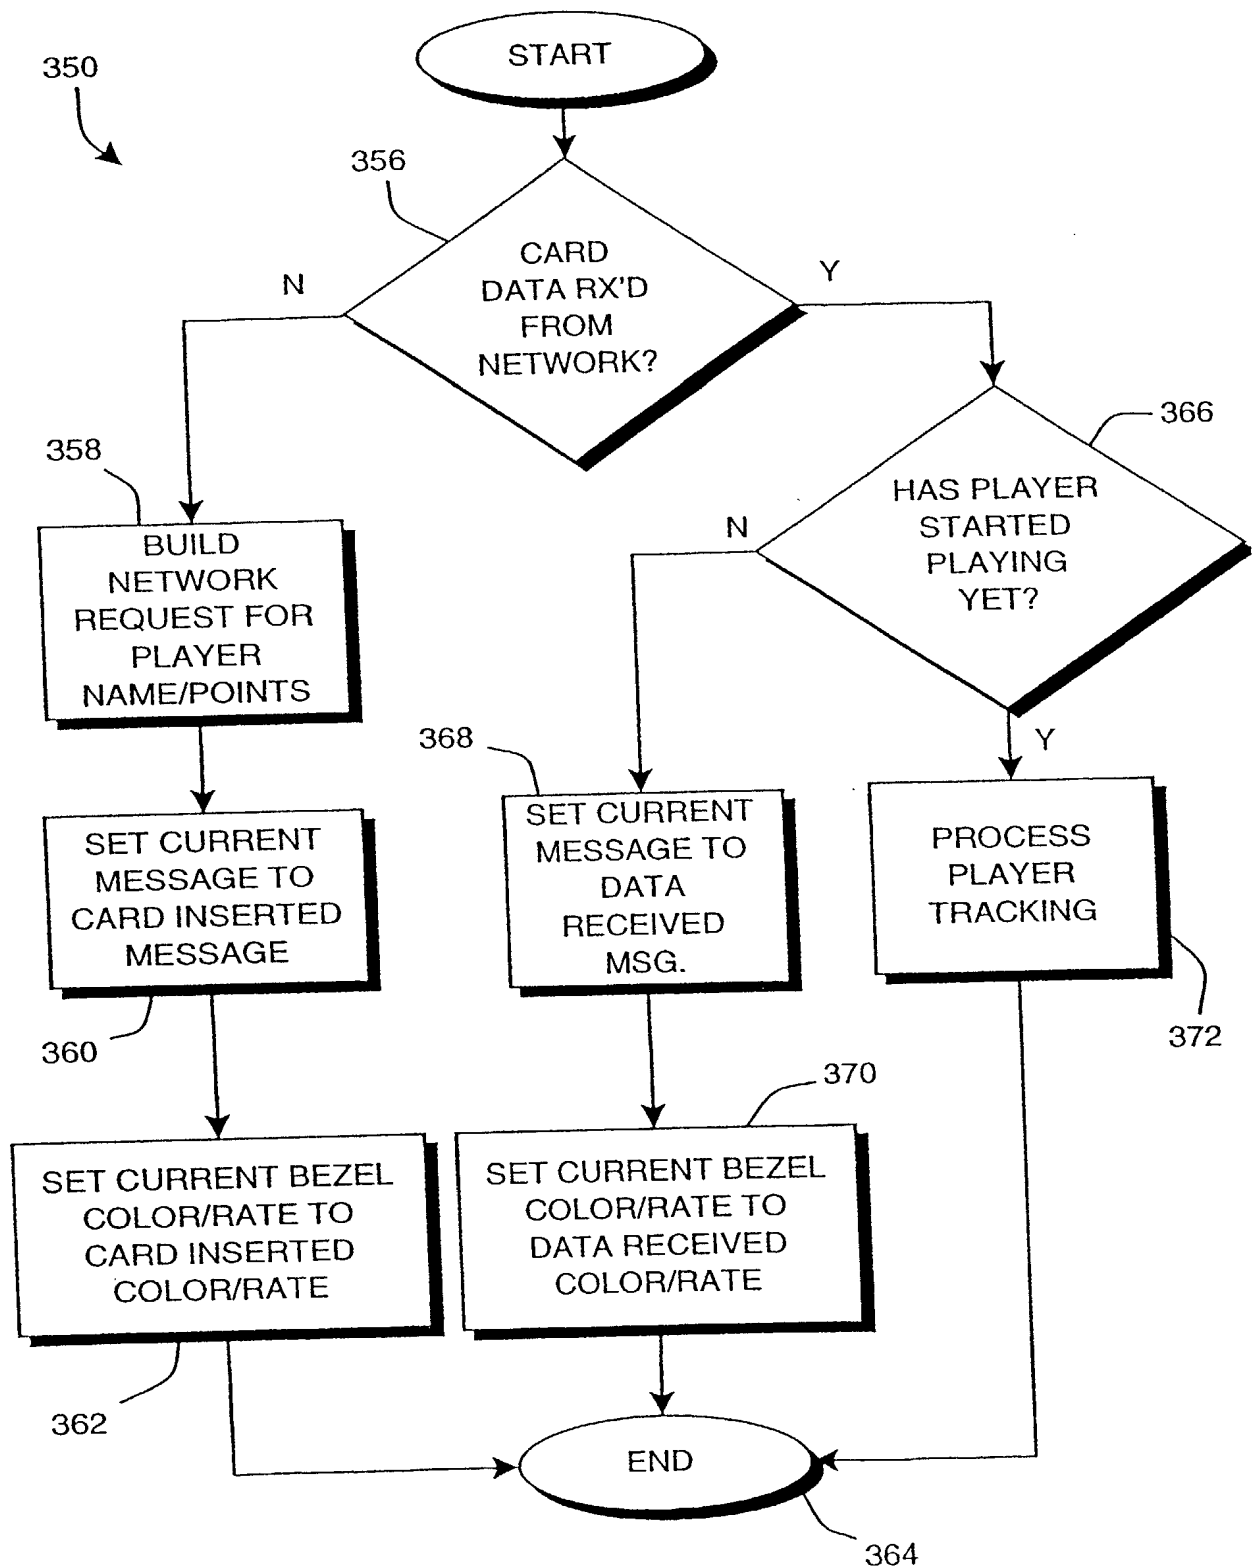 START
350
356
CARD
DATA RX'D
FROM
NETWORK?
N
Y
366
HAS PLAYER
STARTED
PLAYING
YET?
N
Y
358
BUILD
NETWORK
REQUEST FOR
PLAYER
NAME/POINTS
368
SET CURRENT
MESSAGE TO
CARD INSERTED
MESSAGE
360
SET CURRENT
MESSAGE TO
DATA
RECEIVED
MSG.
PROCESS
PLAYER
TRACKING
372
370
SET CURRENT BEZEL
COLOR/RATE TO
CARD INSERTED
COLOR/RATE
362
SET CURRENT BEZEL
COLOR/RATE TO
DATA RECEIVED
COLOR/RATE
END
364